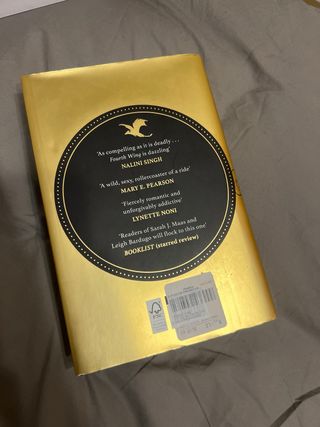 'As compelling as it is deadly . . .
Fourth Wing is dazzling'
NALINI SINGH
'A wild, sexy, rollercoaster of a ride'
MARY E. PEARSON
'Fiercely romantic and
unforgivably addictive'
LYNETTE NONI
'Readers of Sarah J. Maas and
Leigh Bardugo will flock to this one'
BOOKLIST (starred review)
FSC